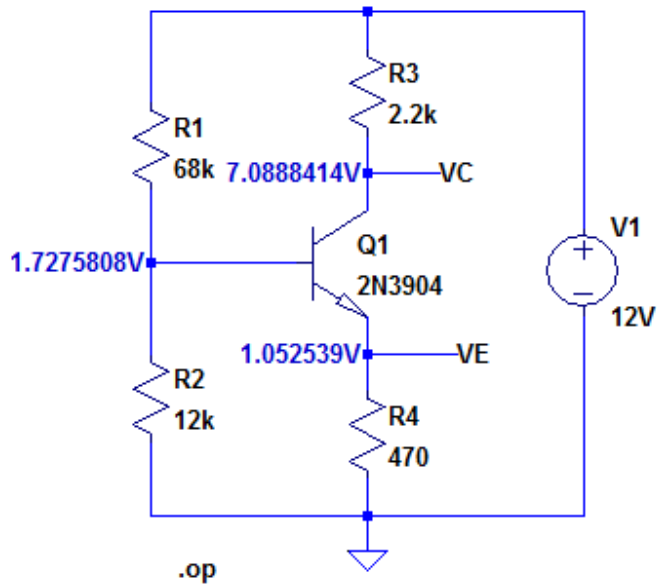 R3
2.2k
R1
68k
7.0888414V
VC
V1
12V
1.7275808V
Q1
2N3904
1.052539V
VE
R2
12k
R4
470
.op